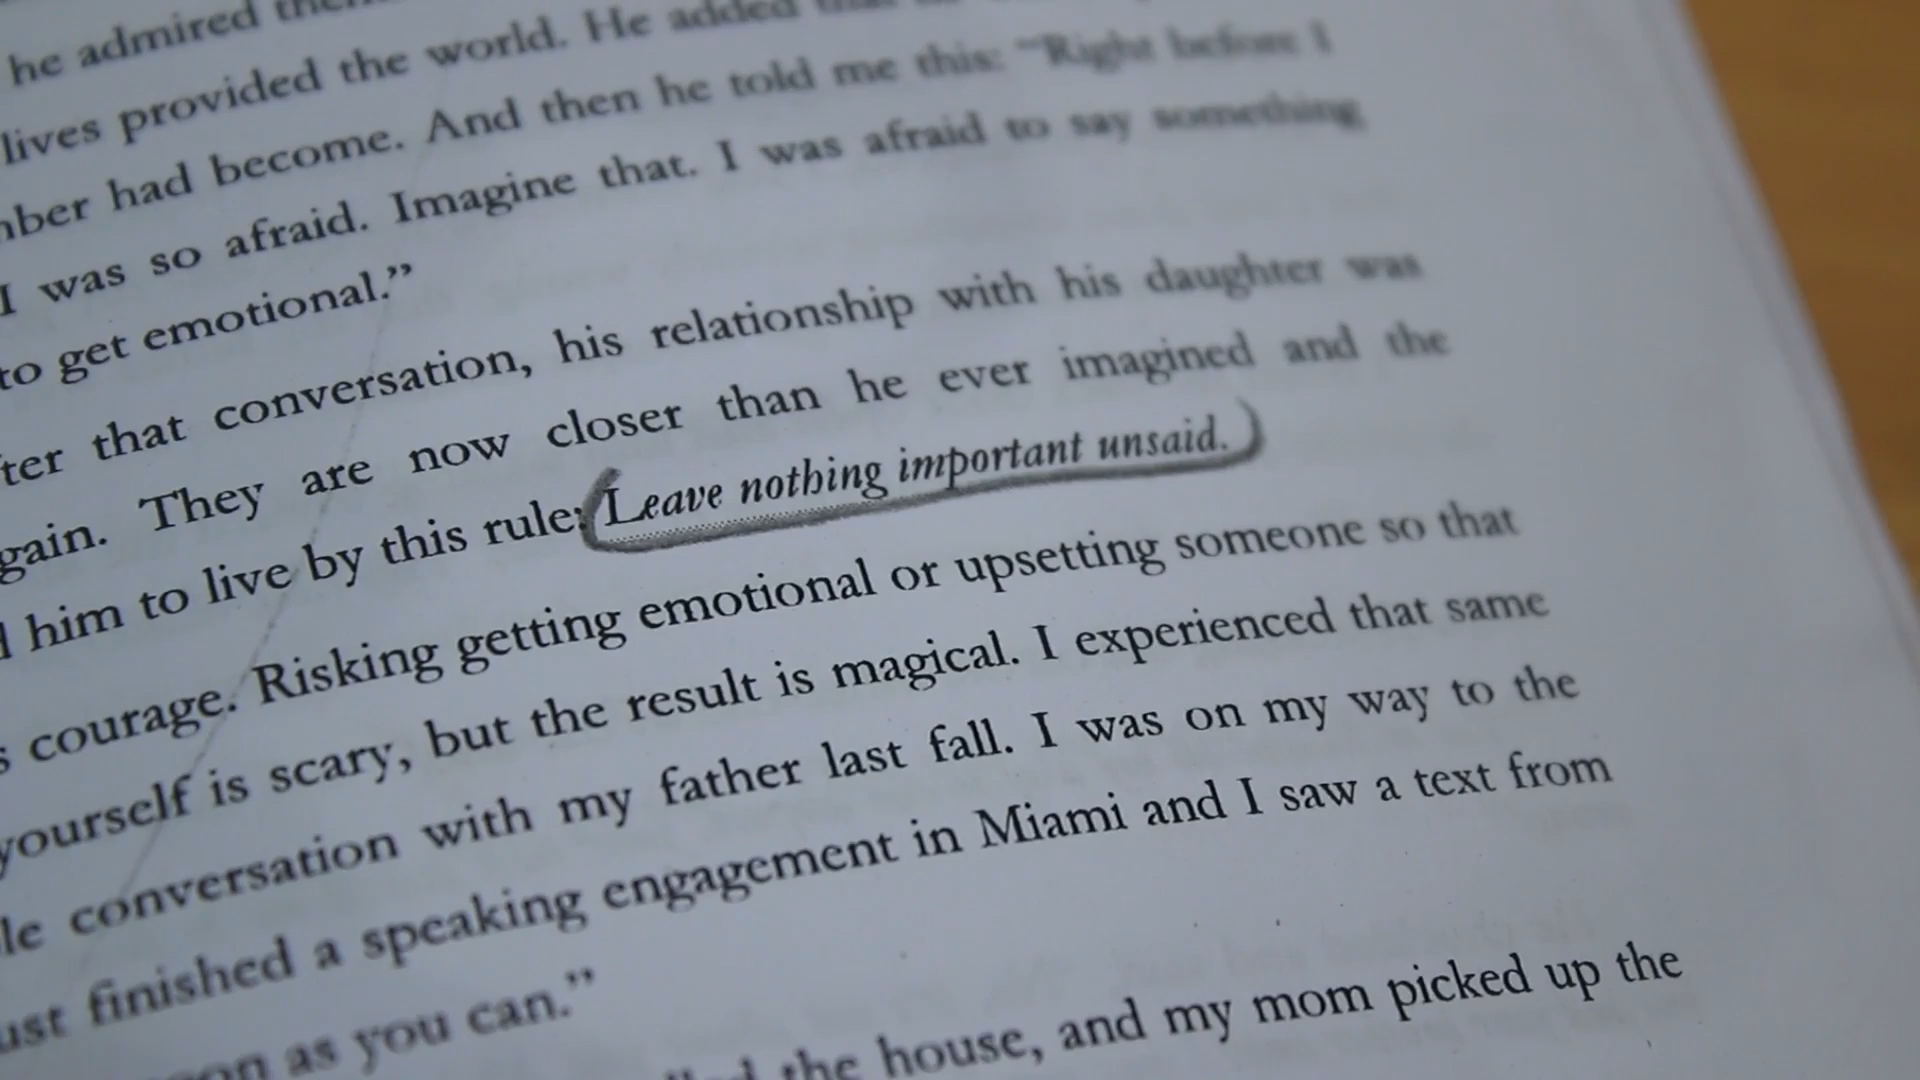 he admired
lives provided the world. He added
had become. And then he told me this: "Right before I
I was so afraid. Imagine that. I was afraid to say something
to get emotional."
that conversation, his relationship with his daughter was
They are now closer than he ever imagined and the
him to live by this rule: Leave nothing important unsaid.
courage. Risking getting emotional or upsetting someone so that
yourself is scary, but the result is magical. I experienced that same
conversation with my father last fall. I was on my way to the
finished a speaking engagement in Miami and I saw a text from
as you can."
the house, and my mom picked up the